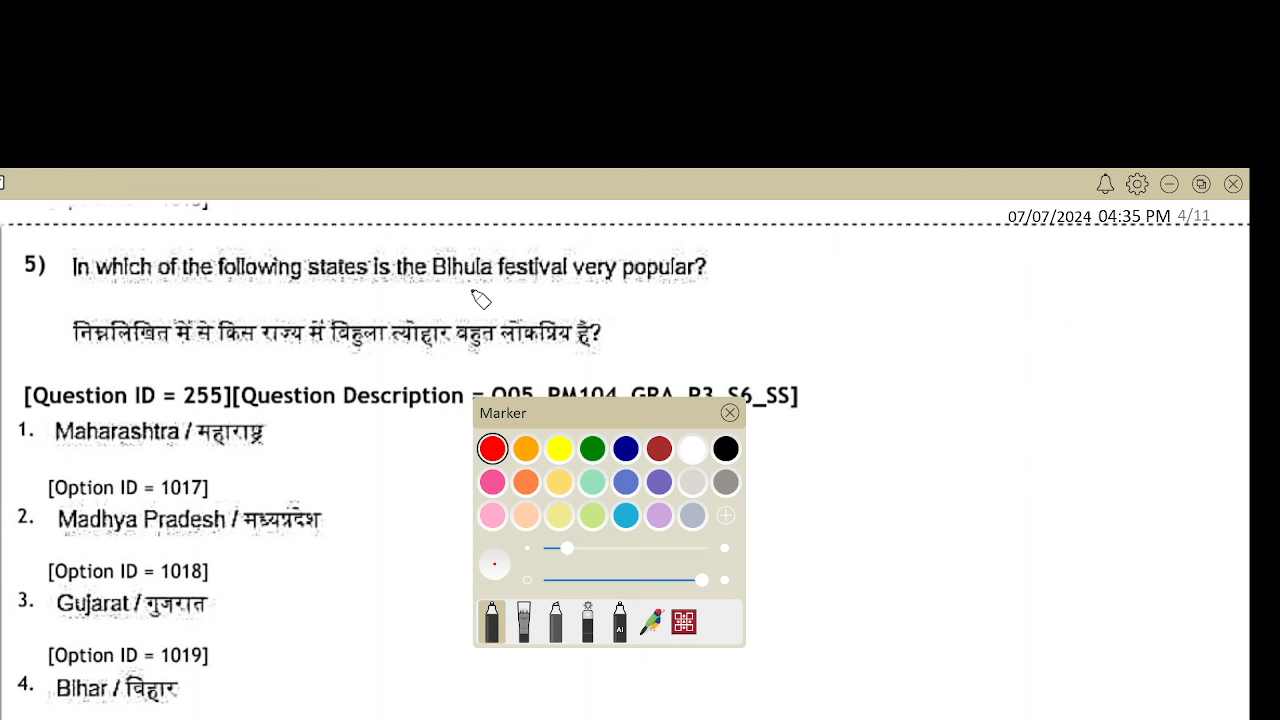 07/07/2024 04:35 PM 4/11
5) In which of the following states is the Bihula festival very popular?
निम्नलिखित में से किस राज्य में विहुला त्योहार बहुत लोकप्रिय है?
[Question ID = 255][Question Description = Q05_RM104_GRA_R3_S6_SS]
Marker
1. Maharashtra / महाराष्ट्र
[Option ID = 1017]
2. Madhya Pradesh / मध्यप्रदेश
[Option ID = 1018]
3. Gujarat / गुजरात
AI
[Option ID = 1019]
4. Bihar / विहार